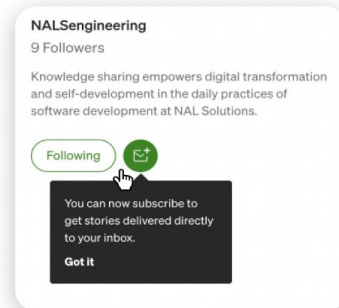 NALSengineering
9 Followers
Knowledge sharing empowers digital transformation
and self-development in the daily practices of
software development at NAL Solutions.
Following
You can now subscribe to
get stories delivered directly
to your inbox.
Got it